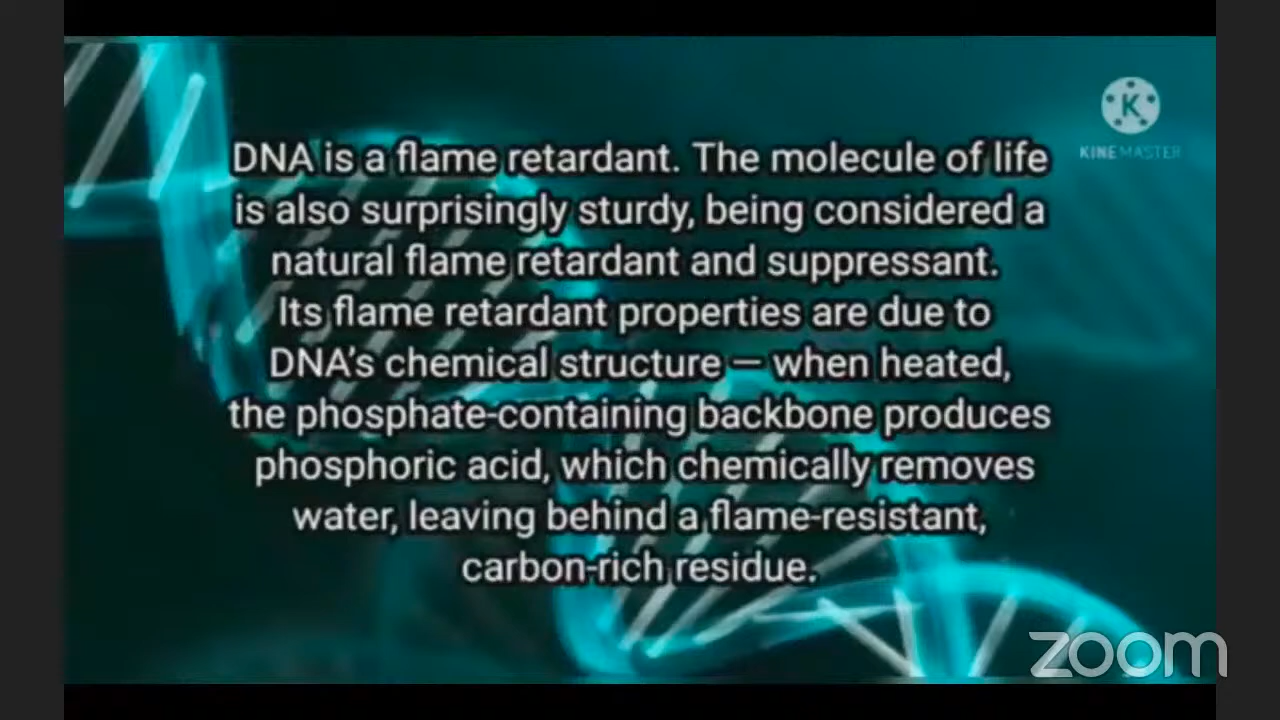 K
KINEMASTER
DNA is a flame retardant. The molecule of life
is also surprisingly sturdy, being considered a
natural flame retardant and suppressant.
Its flame retardant properties are due to
DNA’s chemical structure — when heated,
the phosphate-containing backbone produces
phosphoric acid, which chemically removes
water, leaving behind a flame-resistant,
carbon-rich residue.
zoom